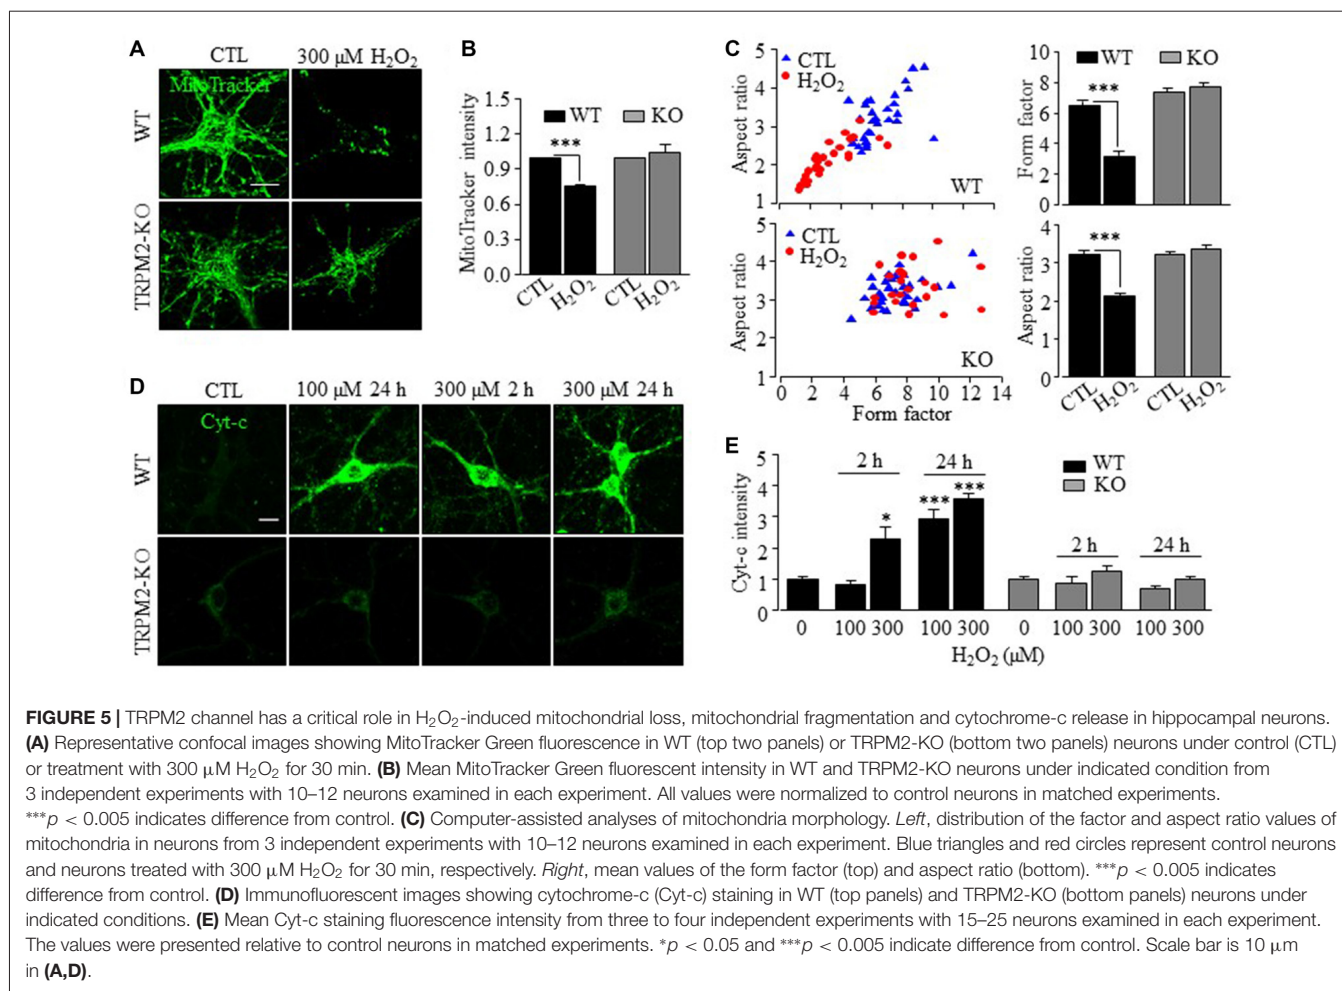 A
CTL
300 μM H₂O₂
MitoTracker
WT
TRPM2-KO
B
MitoTracker intensity
1.5
1.2
0.9
0.6
0.3
0.0
WT
KO
***
CTL
H₂O₂
CTL
H₂O₂
C
Aspect ratio
5
4
3
2
1
CTL
H₂O₂
WT
Aspect ratio
5
4
3
2
1
CTL
H₂O₂
KO
0 2 4 6 8 10 12 14
Form factor
Form factor
10
8
6
4
2
0
WT
KO
***
Aspect ratio
4
3
2
1
0
***
CTL
H₂O₂
CTL
H₂O₂
D
CTL
100 μM 24 h
300 μM 2 h
300 μM 24 h
Cyt-c
WT
TRPM2-KO
E
Cyt-c intensity
5
4
3
2
1
0
2 h
24 h
WT
KO
*
***
***
2 h
24 h
0 100 300 100 300 0 100 300 100 300
H₂O₂ (μM)
FIGURE 5 | TRPM2 channel has a critical role in H₂O₂-induced mitochondrial loss, mitochondrial fragmentation and cytochrome-c release in hippocampal neurons.
(A) Representative confocal images showing MitoTracker Green fluorescence in WT (top two panels) or TRPM2-KO (bottom two panels) neurons under control (CTL)
or treatment with 300 μM H₂O₂ for 30 min. (B) Mean MitoTracker Green fluorescent intensity in WT and TRPM2-KO neurons under indicated condition from
3 independent experiments with 10–12 neurons examined in each experiment. All values were normalized to control neurons in matched experiments.
***p < 0.005 indicates difference from control. (C) Computer-assisted analyses of mitochondria morphology. Left, distribution of the factor and aspect ratio values of
mitochondria in neurons from 3 independent experiments with 10–12 neurons examined in each experiment. Blue triangles and red circles represent control neurons
and neurons treated with 300 μM H₂O₂ for 30 min, respectively. Right, mean values of the form factor (top) and aspect ratio (bottom). ***p < 0.005 indicates
difference from control. (D) Immunofluorescent images showing cytochrome-c (Cyt-c) staining in WT (top panels) and TRPM2-KO (bottom panels) neurons under
indicated conditions. (E) Mean Cyt-c staining fluorescence intensity from three to four independent experiments with 15–25 neurons examined in each experiment.
The values were presented relative to control neurons in matched experiments. *p < 0.05 and ***p < 0.005 indicate difference from control. Scale bar is 10 μm
in (A,D).